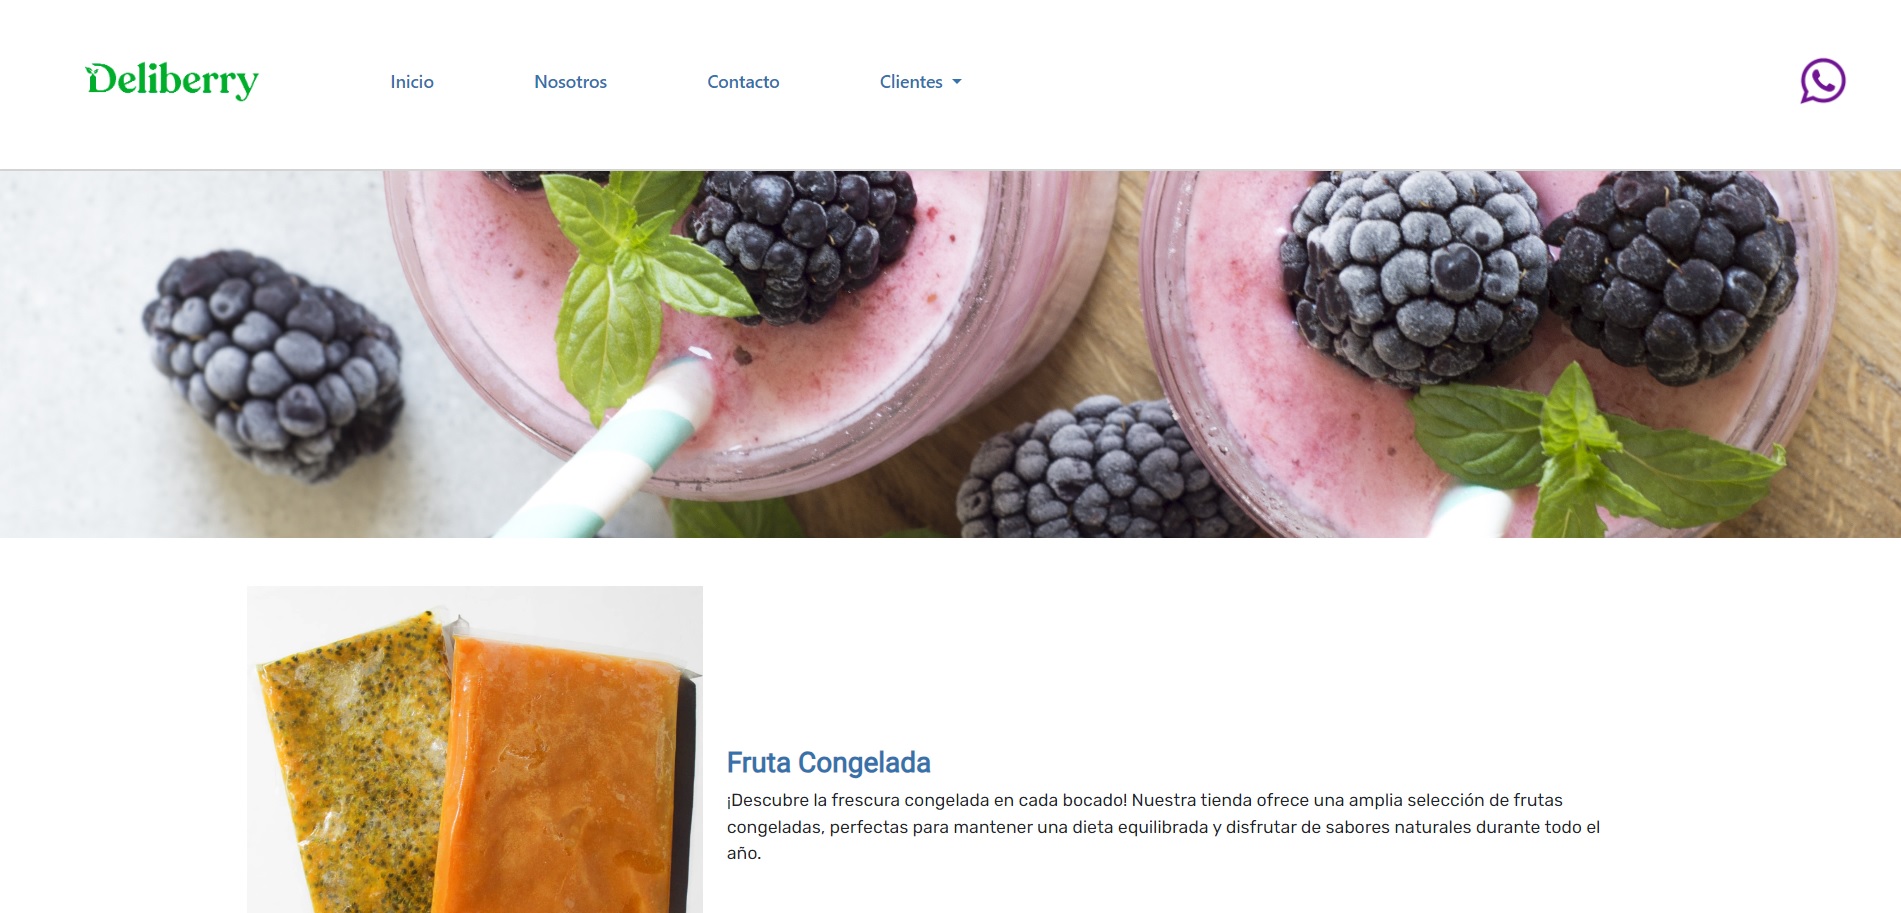 Deliberry
Inicio
Nosotros
Contacto
Clientes
Fruta Congelada
¡Descubre la frescura congelada en cada bocado! Nuestra tienda ofrece una amplia selección de frutas
congeladas, perfectas para mantener una dieta equilibrada y disfrutar de sabores naturales durante todo el
año.